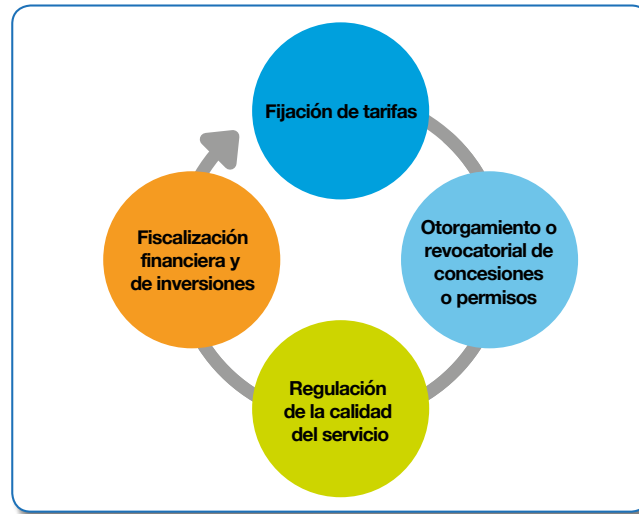 Fijación de tarifas
Otorgamiento o
revocatorial de
concesiones
o permisos
Regulación
de la calidad
del servicio
Fiscalización
financiera y
de inversiones